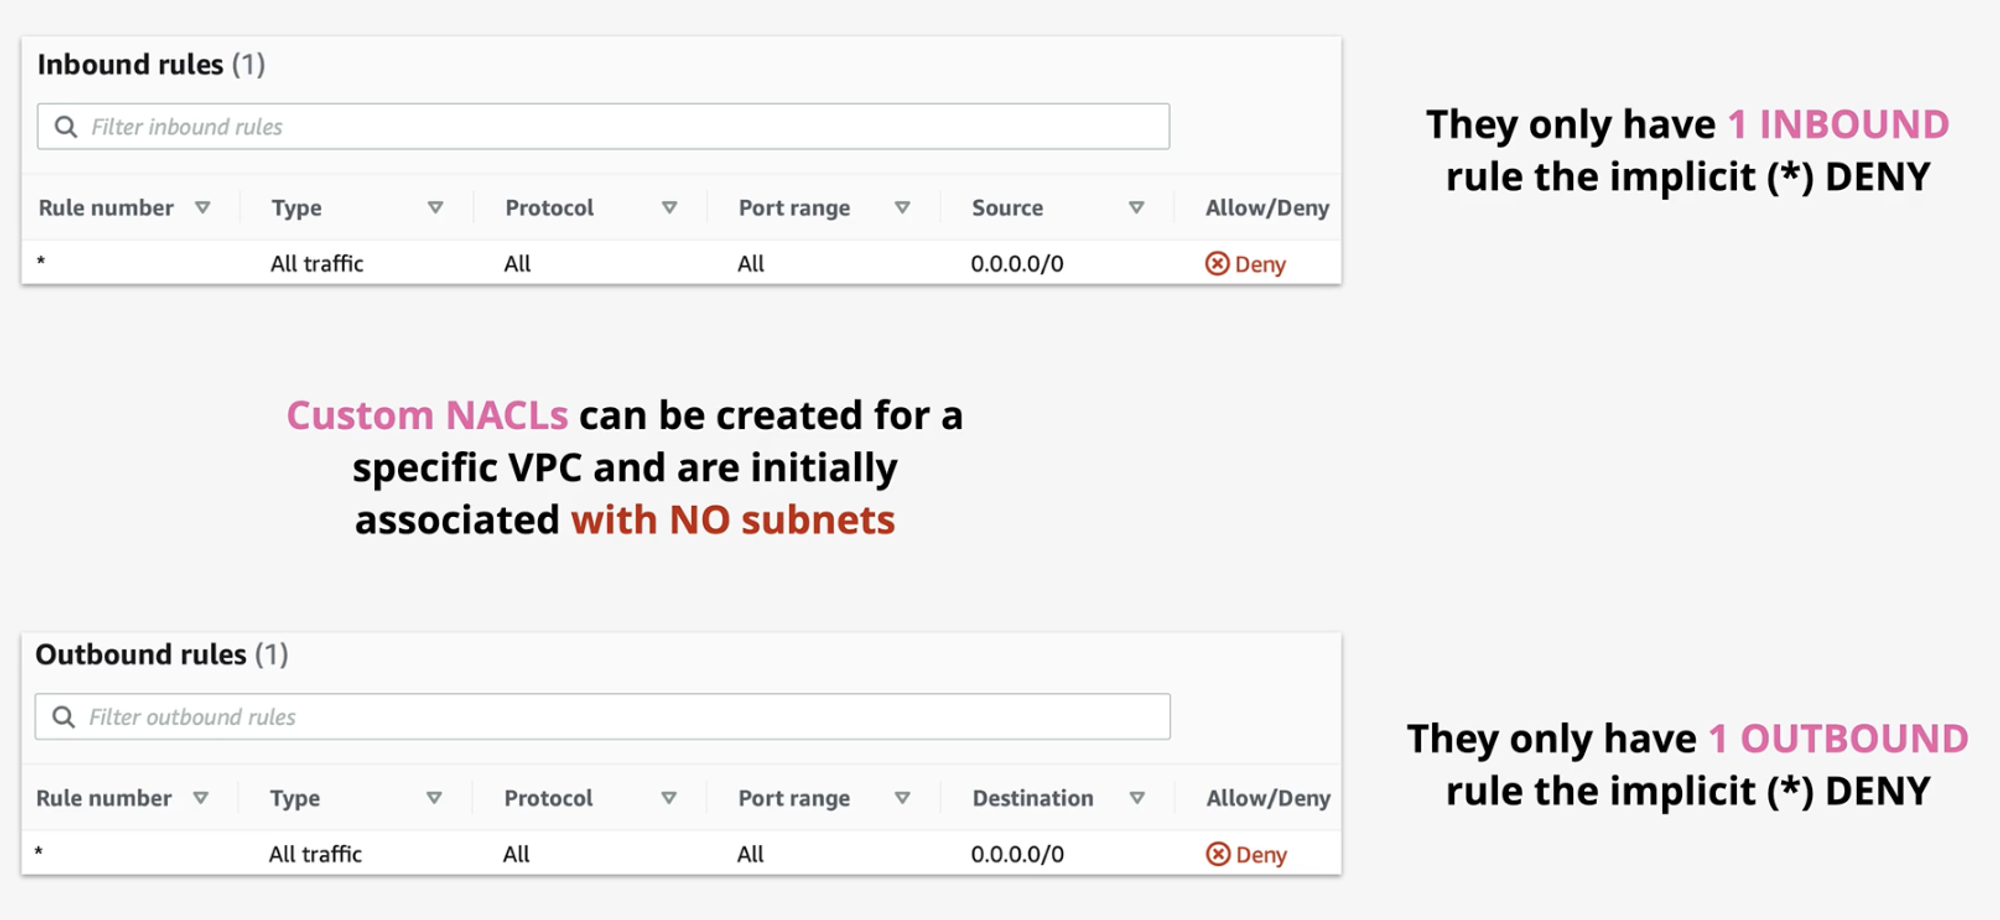 Inbound rules (1)
Filter inbound rules
Rule number Type Protocol Port range Source Allow/Deny
* All traffic All All 0.0.0.0/0 Deny
They only have 1 INBOUND
rule the implicit (*) DENY
Custom NACLs can be created for a
specific VPC and are initially
associated with NO subnets
Outbound rules (1)
Filter outbound rules
Rule number Type Protocol Port range Destination Allow/Deny
* All traffic All All 0.0.0.0/0 Deny
They only have 1 OUTBOUND
rule the implicit (*) DENY